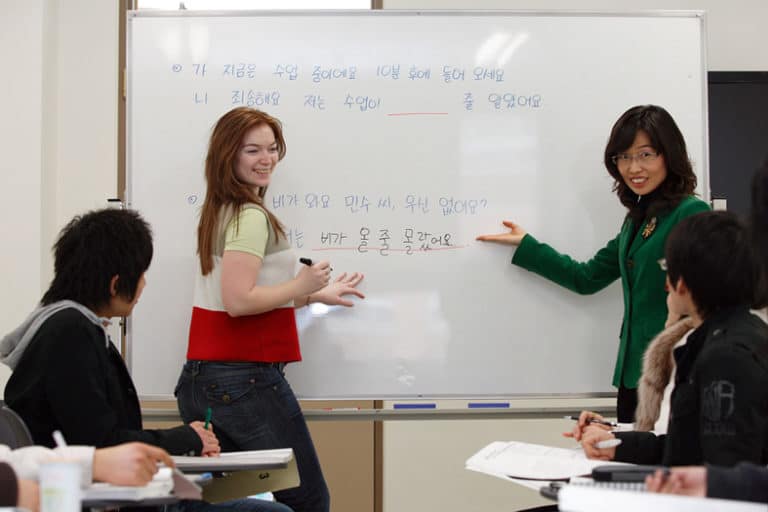 가 지금은 수업 중이에요 10분 후에 들어 오세요
나 죄송해요 저는 수업이 ______ 줄 알았어요
비가 와요 민수 씨, 우산 없어요?
저는 비가 올 줄 몰랐어요.